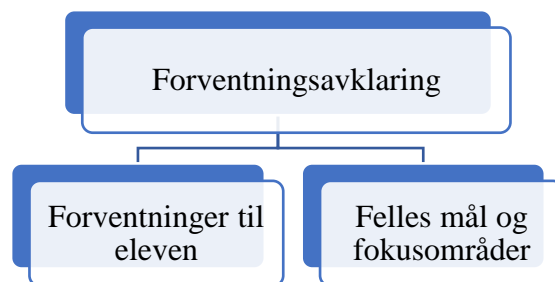 Forventningsavklaring
Forventninger til
eleven
Felles mål og
fokusområder